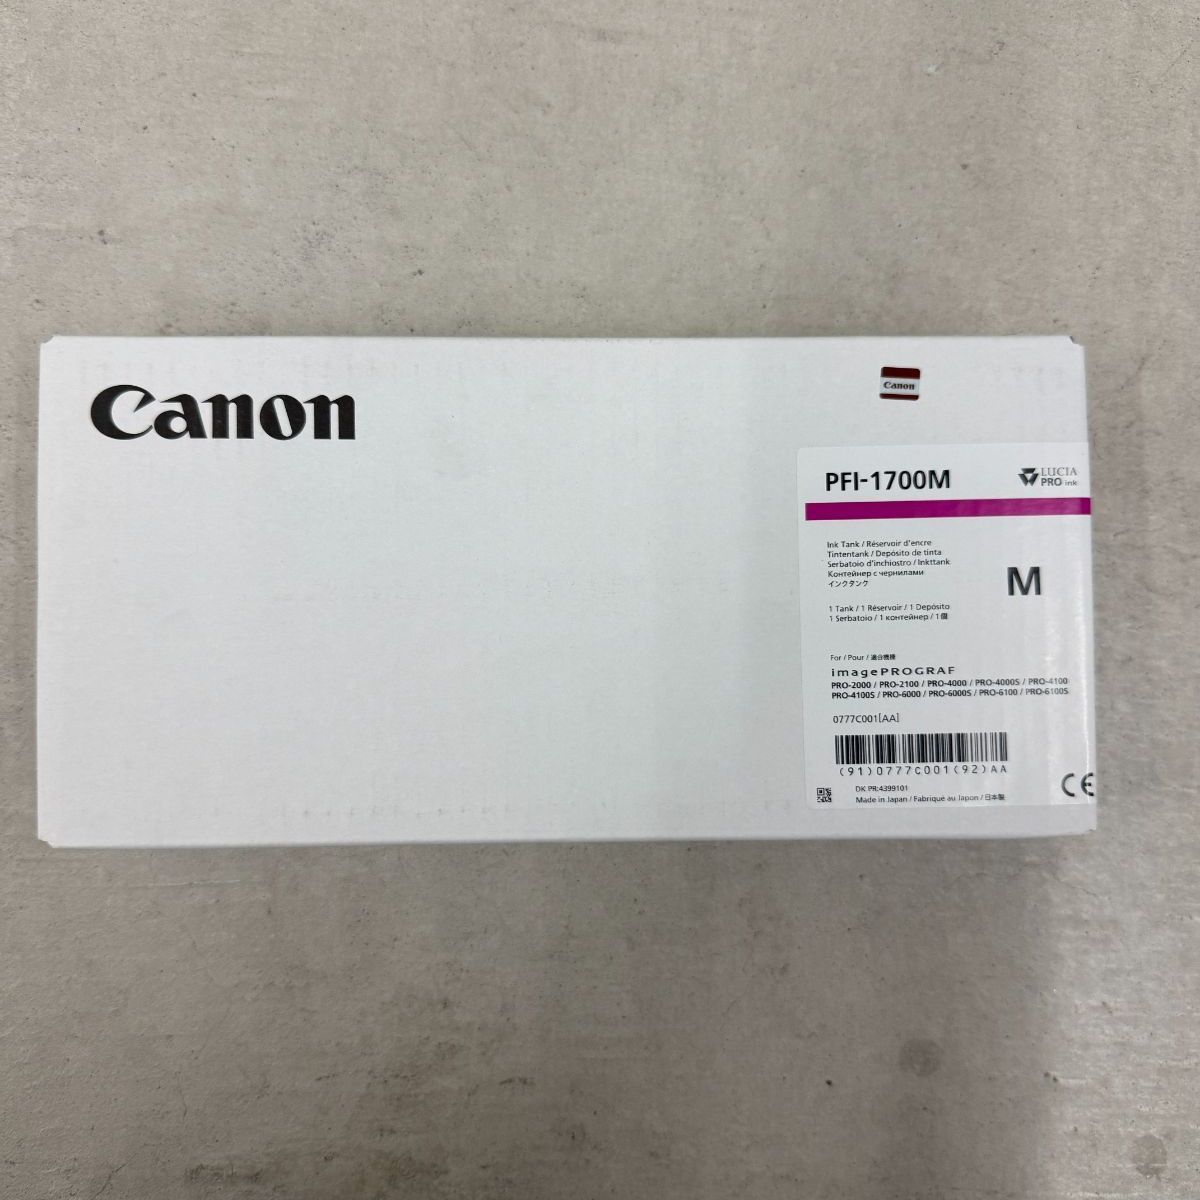 Canon
Canon
PFI-1700M
LUCIA
PRO ink
Ink Tank / Réservoir d'encre
Tintentank / Depósito de tinta
Serbatoio d'inchiostro / Inkttank
Контейнер с чернилами
インクタンク
M
1 Tank / 1 Réservoir / 1 Depósito
1 Serbatoio / 1 контейнер / 1個
For / Pour / 適合機種
imagePROGRAF
PRO-2000 / PRO-2100 / PRO-4000 / PRO-4000S / PRO-4100
PRO-4100S / PRO-6000 / PRO-6000S / PRO-6100 / PRO-6100S
0777C001[AA]
(91)0777C001(92)AA
DK PR:4399101
Made in Japan / Fabriqué au Japon / 日本製
CE